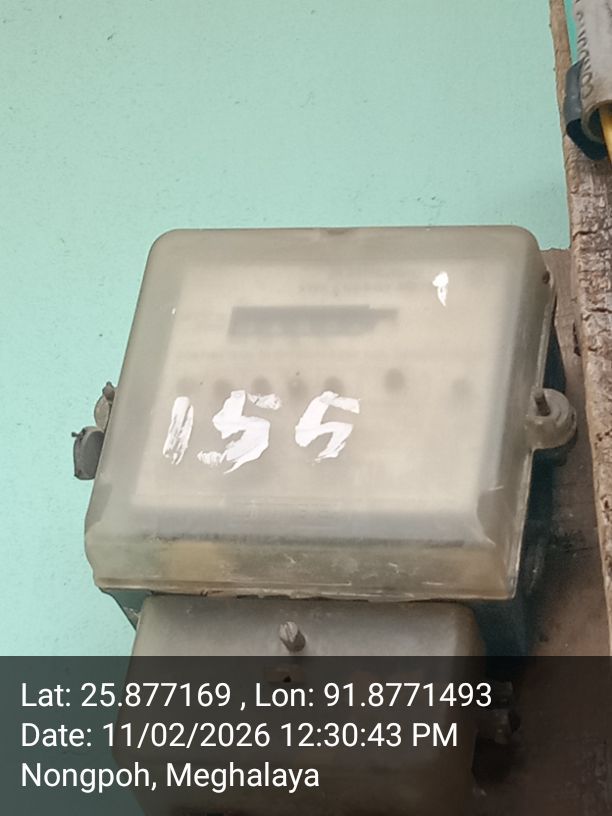 155
Lat: 25.877169 , Lon: 91.8771493
Date: 11/02/2026 12:30:43 PM
Nongpoh, Meghalaya